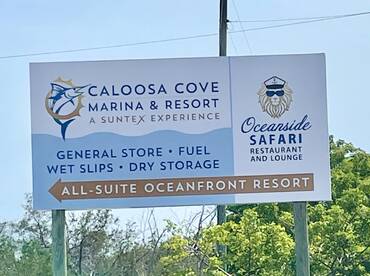 CALOOSA COVE
MARINA & RESORT
A SUNTEX EXPERIENCE
GENERAL STORE • FUEL
WET SLIPS • DRY STORAGE
ALL-SUITE OCEANFRONT RESORT
Oceanside
SAFARI
RESTAURANT
AND LOUNGE